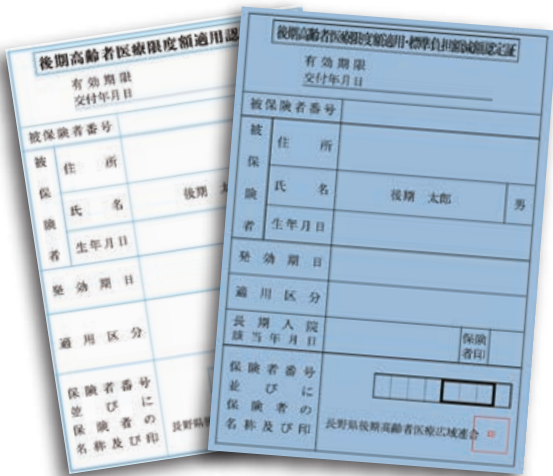 後期高齢者医療限度額適用認
有効期限
交付年月日
被保険者番号
被保険者
住所
氏名
後期
生年月日
発効期日
適用区分
保険者番号
並びに
保険者の
名称及び印
長野県
後期高齢者医療限度額適用・標準負担額減額認定証
有効期限
交付年月日
被保険者番号
被保険者
住所
氏名
後期 太郎
男
生年月日
発効期日
適用区分
長期入院
該当年月日
保険
者印
保険者番号
並びに
保険者の
名称及び印
長野県後期高齢者医療広域連合
印